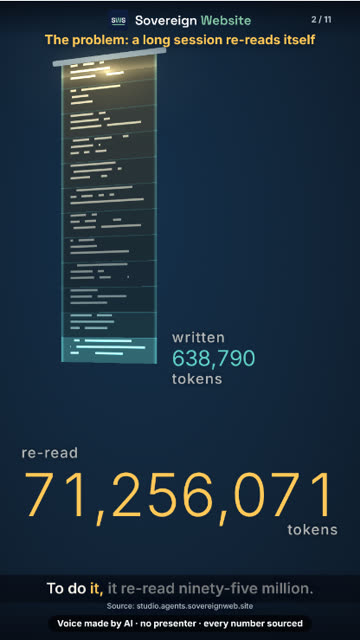 SWS Sovereign Website 2 / 11
The problem: a long session re-reads itself
written
638,790
tokens
re-read
71,256,071
tokens
To do it, it re-read ninety-five million.
Source: studio.agents.sovereignweb.site
Voice made by AI · no presenter · every number sourced